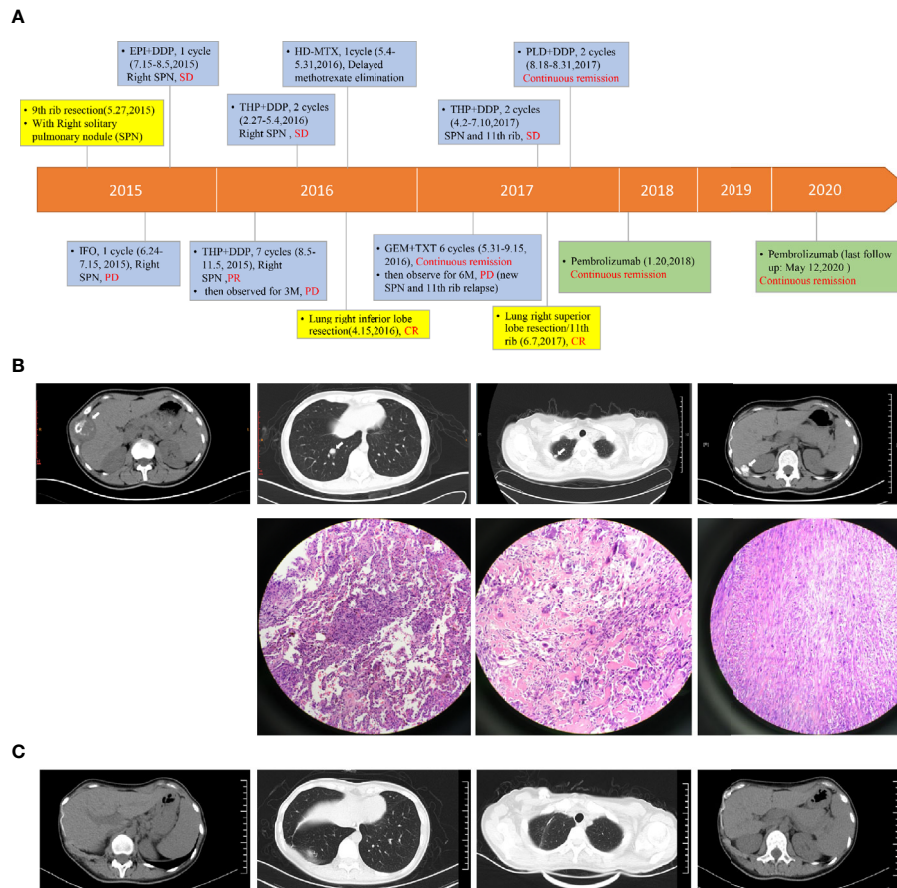 A
• EPI+DDP, 1 cycle
(7.15-8.5,2015)
Right SPN, SD
• HD-MTX, 1cycle (5.4-
5.31,2016), Delayed
methotrexate elimination
• PLD+DDP, 2 cycles
(8.18-8.31,2017)
Continuous remission
• 9th rib resection(5.27,2015)
• With Right solitary
pulmonary nodule (SPN)
• THP+DDP, 2 cycles
(2.27-5.4,2016)
Right SPN , SD
• THP+DDP, 2 cycles
(4.2-7.10,2017)
SPN and 11th rib, SD
2015
2016
2017
2018
2019
2020
• IFO, 1 cycle (6.24-
7.15, 2015), Right
SPN, PD
• THP+DDP, 7 cycles (8.5-
11.5, 2015), Right
SPN ,PR
• then observed for 3M, PD
• GEM+TXT 6 cycles (5.31-9.15,
2016), Continuous remission
• then observe for 6M, PD (new
SPN and 11th rib relapse)
• Pembrolizumab (1.20,2018)
Continuous remission
• Pembrolizumab (last follow
up: May 12,2020 )
Continuous remission
• Lung right inferior lobe
resection(4.15,2016), CR
• Lung right superior
lobe resection/11th
rib (6.7,2017), CR
B
C